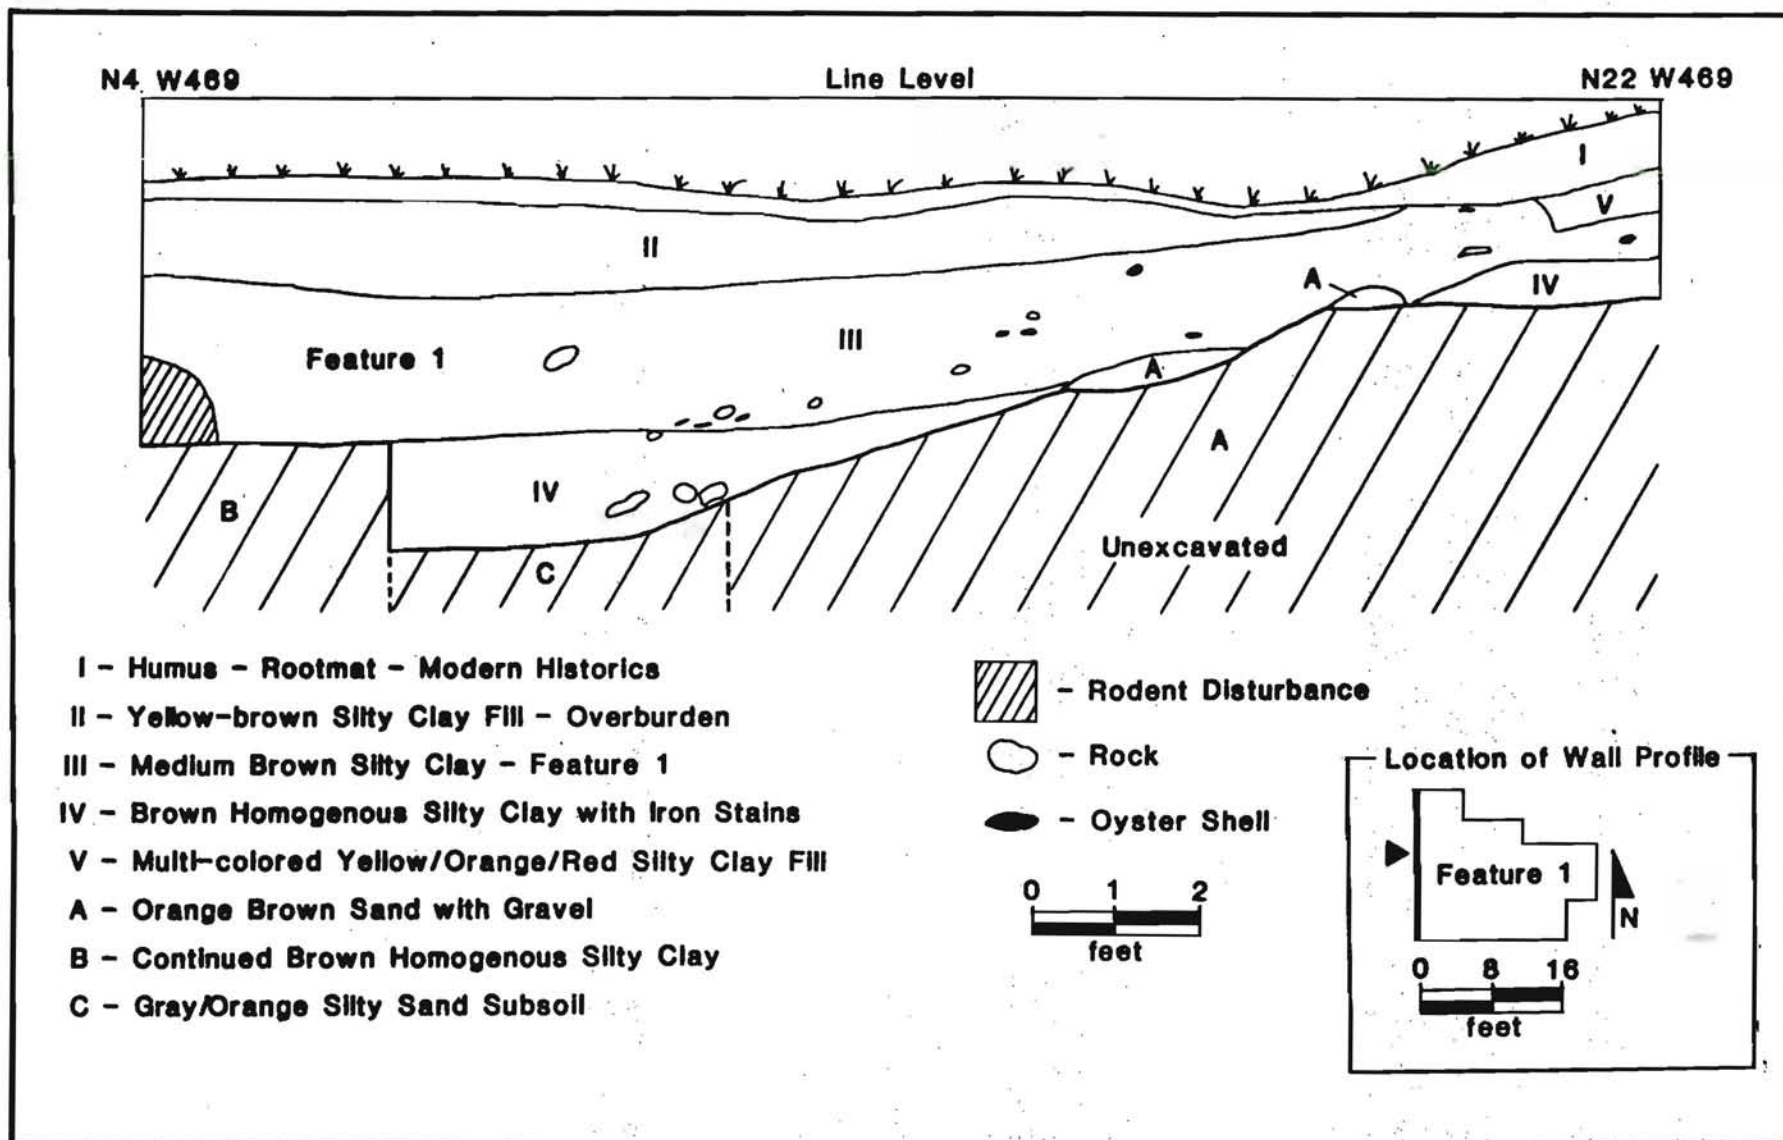 N4 W469 Line Level N22 W469
I
V
II
A IV
III
Feature 1
A
A
IV
B
Unexcavated
C
I - Humus - Rootmat - Modern Historics
II - Yellow-brown Silty Clay Fill - Overburden
III - Medium Brown Silty Clay - Feature 1
IV - Brown Homogenous Silty Clay with Iron Stains
V - Multi-colored Yellow/Orange/Red Silty Clay Fill
A - Orange Brown Sand with Gravel
B - Continued Brown Homogenous Silty Clay
C - Gray/Orange Silty Sand Subsoil
- Rodent Disturbance
- Rock
- Oyster Shell
0 1 2
feet
Location of Wall Profile
Feature 1
N
0 8 16
feet